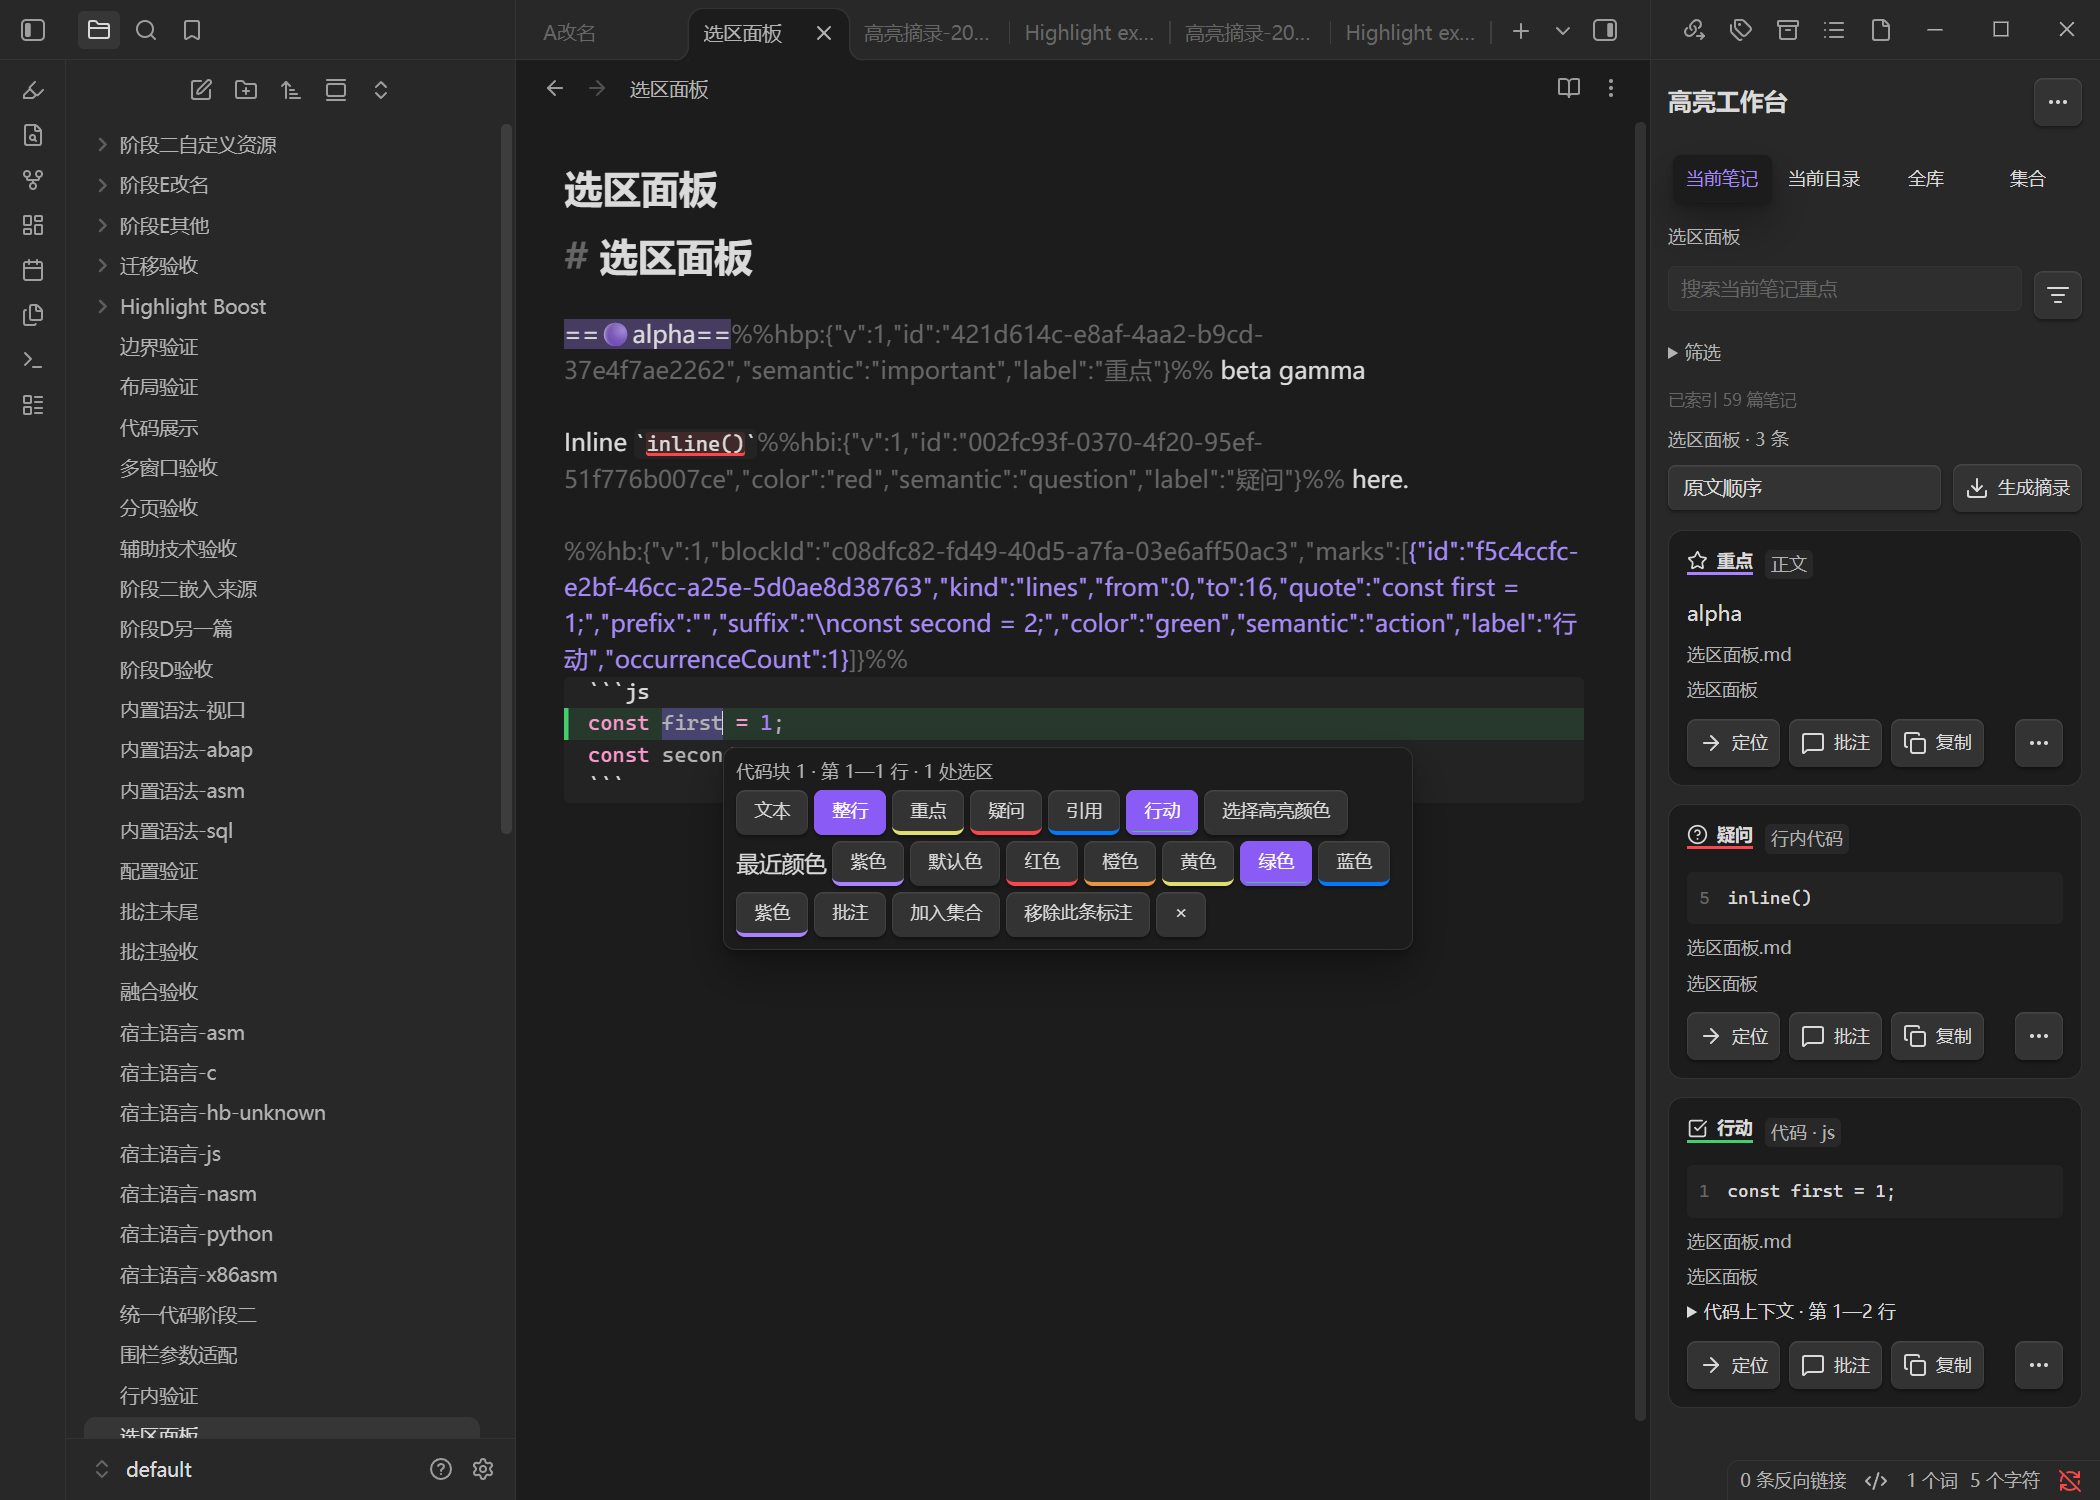 A改名
选区面板
高亮摘录-20...
Highlight ex...
高亮摘录-20...
Highlight ex...
阶段二自定义资源
阶段E改名
阶段E其他
迁移验收
Highlight Boost
边界验证
布局验证
代码展示
多窗口验收
分页验收
辅助技术验收
阶段二嵌入来源
阶段D另一篇
阶段D验收
内置语法-视口
内置语法-abap
内置语法-asm
内置语法-sql
配置验证
批注末尾
批注验收
融合验收
宿主语言-asm
宿主语言-c
宿主语言-hb-unknown
宿主语言-js
宿主语言-nasm
宿主语言-python
宿主语言-x86asm
统一代码阶段二
围栏参数适配
行内验证
选区面板
default
选区面板
选区面板
# 选区面板
==🟣alpha==%%hbp:{"v":1,"id":"421d614c-e8af-4aa2-b9cd-
37e4f7ae2262","semantic":"important","label":"重点"}%% beta gamma
Inline `inline()`%%hbi:{"v":1,"id":"002fc93f-0370-4f20-95ef-
51f776b007ce","color":"red","semantic":"question","label":"疑问"}%% here.
%%hb:{"v":1,"blockId":"c08dfc82-fd49-40d5-a7fa-03e6aff50ac3","marks":[{"id":"f5c4ccfc-
e2bf-46cc-a25e-5d0ae8d38763","kind":"lines","from":0,"to":16,"quote":"const first =
1;","prefix":"","suffix":"\nconst second = 2;","color":"green","semantic":"action","label":"行
动","occurrenceCount":1}]}%%
```js
const first = 1;
const secon
```
代码块 1 · 第 1—1 行 · 1 处选区
文本 整行 重点 疑问 引用 行动 选择高亮颜色
最近颜色 紫色 默认色 红色 橙色 黄色 绿色 蓝色
紫色 批注 加入集合 移除此条标注 ×
高亮工作台
当前笔记 当前目录 全库 集合
选区面板
搜索当前笔记重点
筛选
已索引 59 篇笔记
选区面板 · 3 条
原文顺序 生成摘录
重点 正文
alpha
选区面板.md
选区面板
定位 批注 复制
疑问 行内代码
5 inline()
选区面板.md
选区面板
定位 批注 复制
行动 代码 · js
1 const first = 1;
选区面板.md
选区面板
代码上下文 · 第 1—2 行
定位 批注 复制
0 条反向链接 1 个词 5 个字符